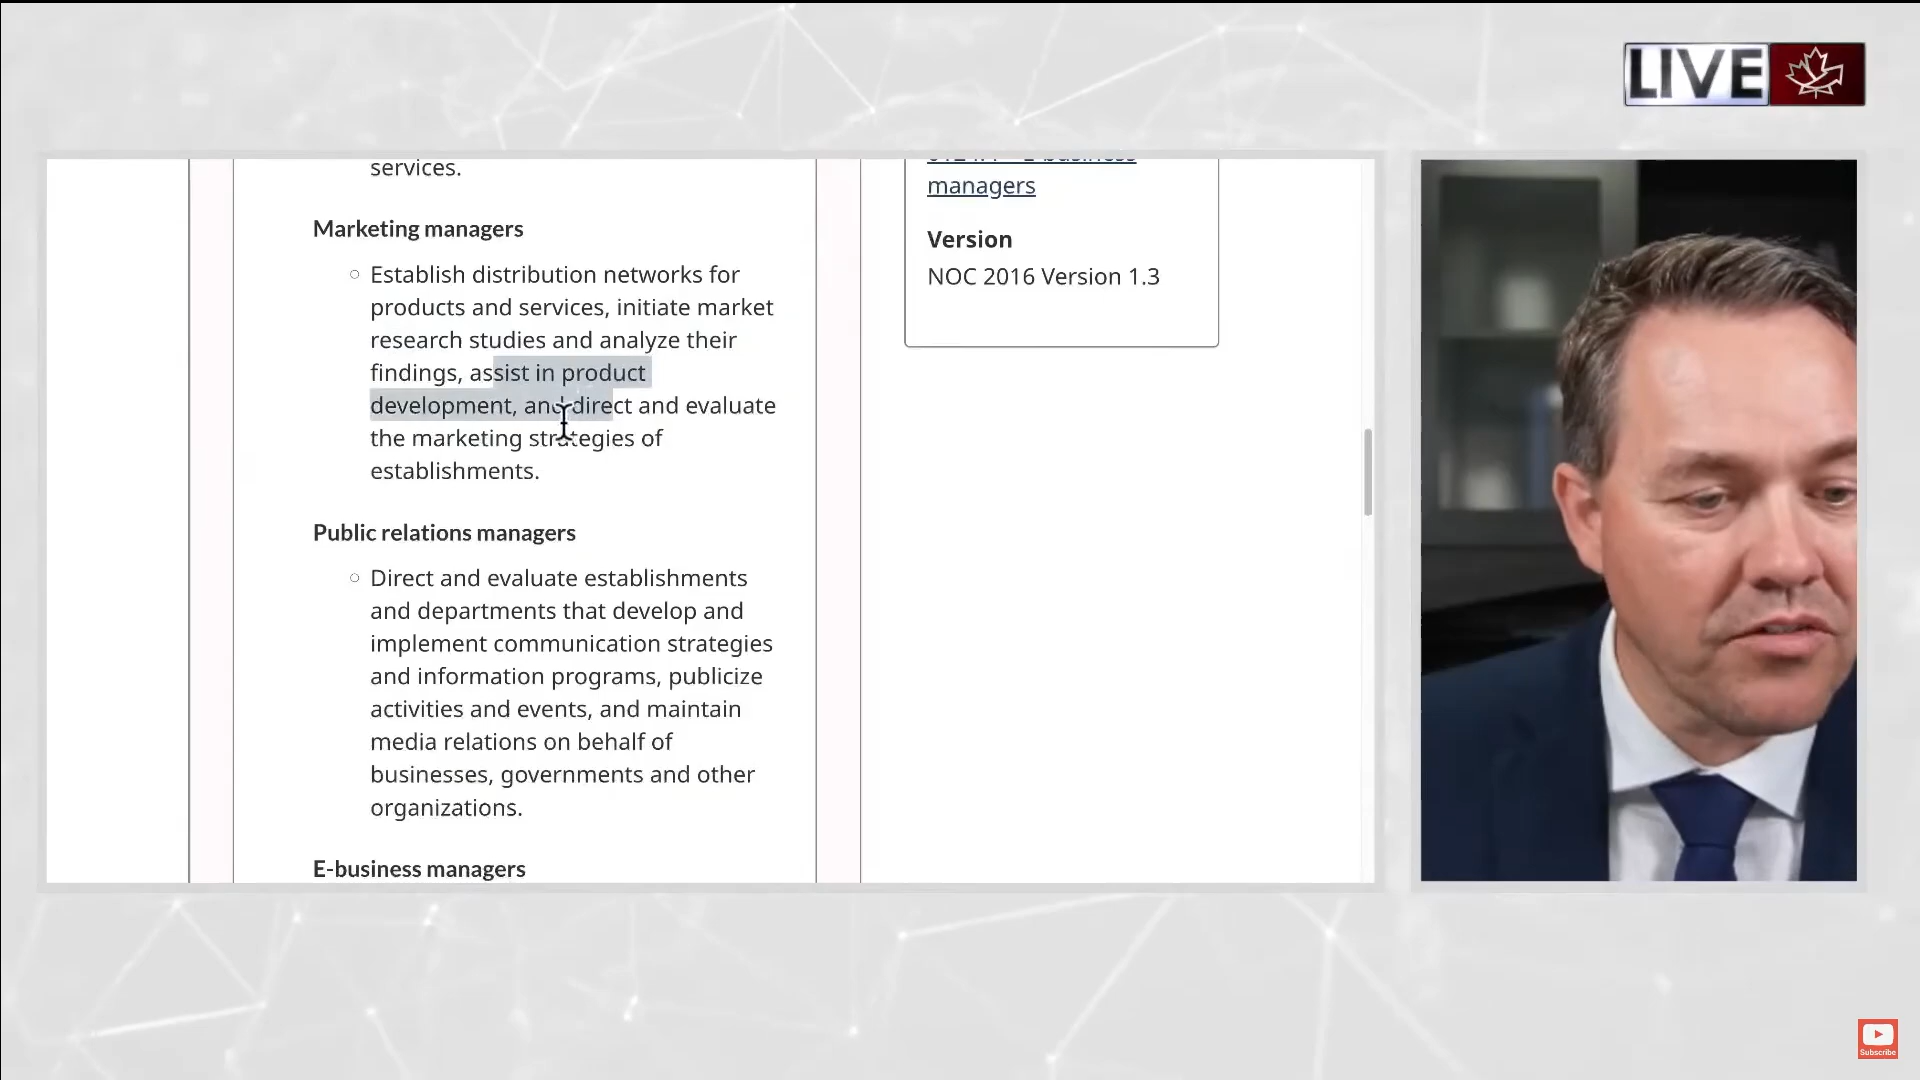 LIVE
services.
managers
Marketing managers
Version
Establish distribution networks for
NOC 2016 Version 1.3
products and services, initiate market
research studies and analyze their
findings, assist in product
development, and direct and evaluate
the marketing strategies of
establishments.
Public relations managers
Direct and evaluate establishments
and departments that develop and
implement communication strategies
and information programs, publicize
activities and events, and maintain
media relations on behalf of
businesses, governments and other
organizations.
E-business managers
Subscribe